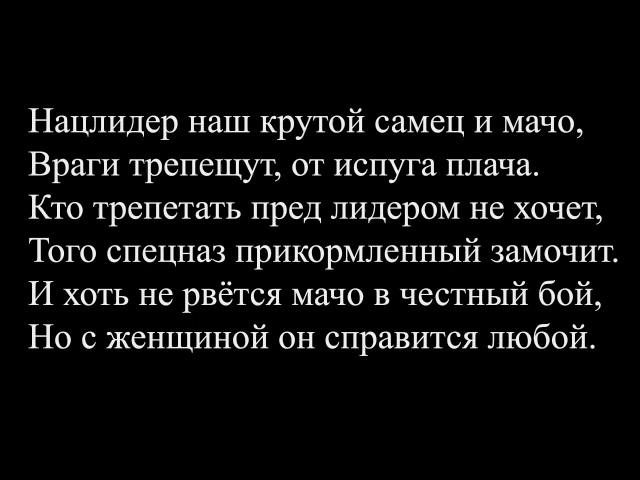 Нацлидер наш крутой самец и мачо,
Враги трепещут, от испуга плача.
Кто трепетать пред лидером не хочет,
Того спецназ прикормленный замочит.
И хоть не рвётся мачо в честный бой,
Но с женщиной он справится любой.